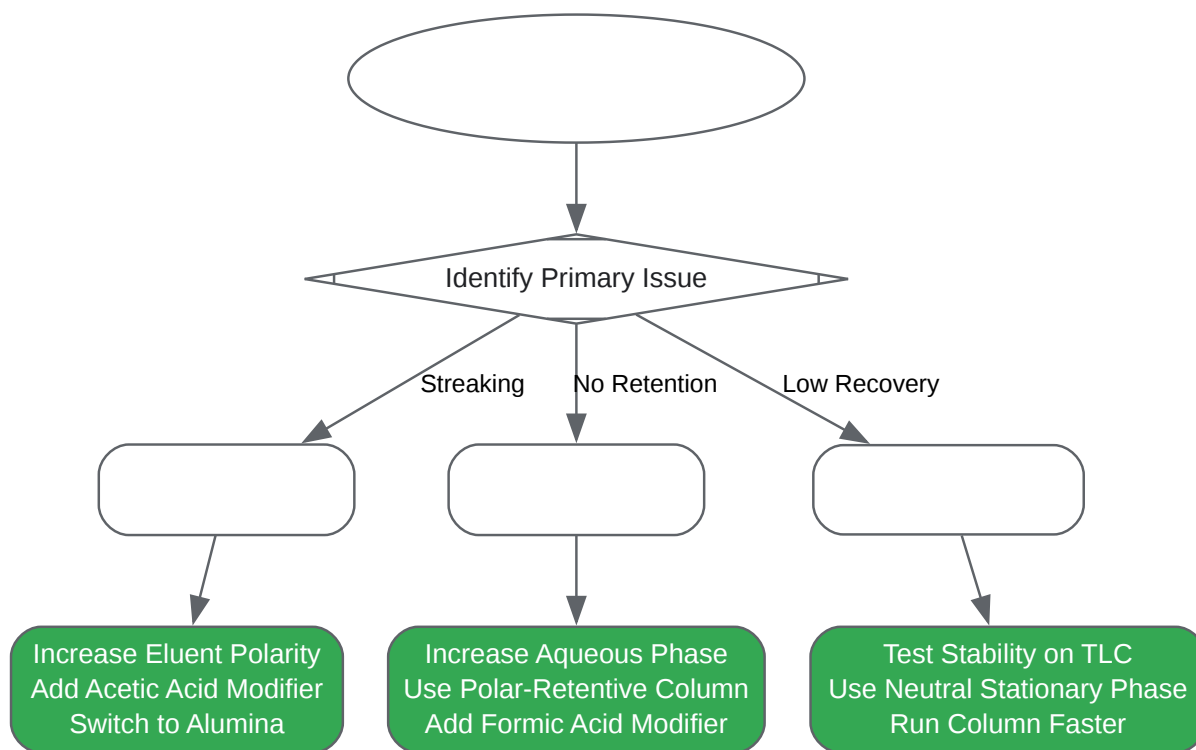 Identify Primary Issue
Streaking
No Retention
Low Recovery
Increase Eluent Polarity
Add Acetic Acid Modifier
Switch to Alumina
Increase Aqueous Phase
Use Polar-Retentive Column
Add Formic Acid Modifier
Test Stability on TLC
Use Neutral Stationary Phase
Run Column Faster